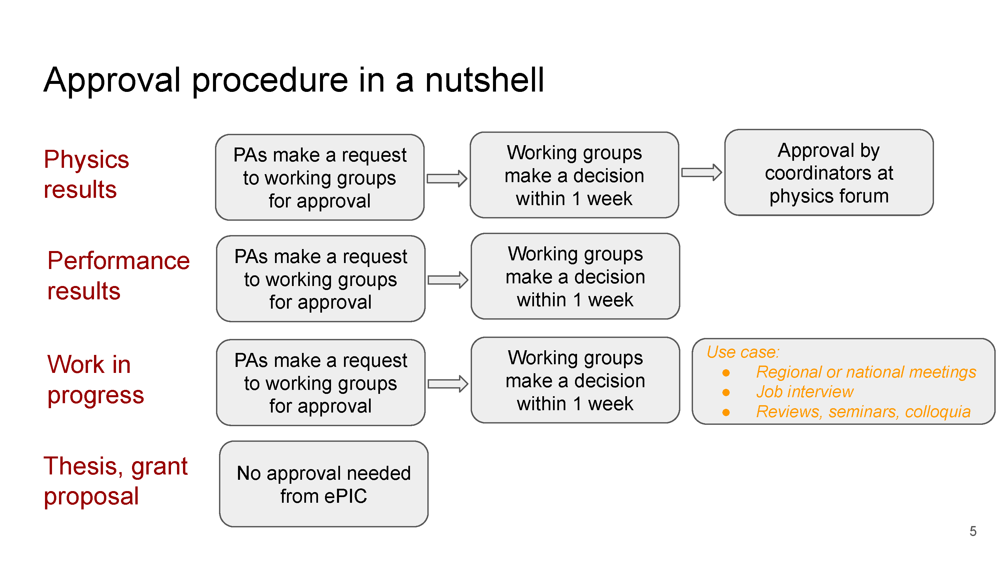 Approval procedure in a nutshell
Physics
results
PAs make a request
to working groups
for approval
Working groups
make a decision
within 1 week
Approval by
coordinators at
physics forum
Performance
results
PAs make a request
to working groups
for approval
Working groups
make a decision
within 1 week
Work in
progress
PAs make a request
to working groups
for approval
Working groups
make a decision
within 1 week
Use case:
● Regional or national meetings
● Job interview
● Reviews, seminars, colloquia
Thesis, grant
proposal
No approval needed
from ePIC
5